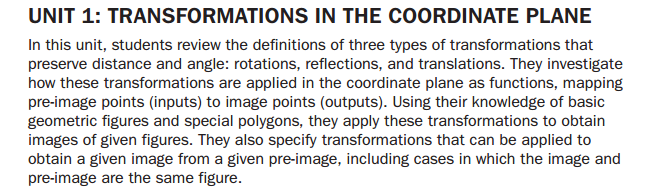 UNIT 1: TRANSFORMATIONS IN THE COORDINATE PLANE
In this unit, students review the definitions of three types of transformations that
preserve distance and angle: rotations, reflections, and translations. They investigate
how these transformations are applied in the coordinate plane as functions, mapping
pre-image points (inputs) to image points (outputs). Using their knowledge of basic
geometric figures and special polygons, they apply these transformations to obtain
images of given figures. They also specify transformations that can be applied to
obtain a given image from a given pre-image, including cases in which the image and
pre-image are the same figure.